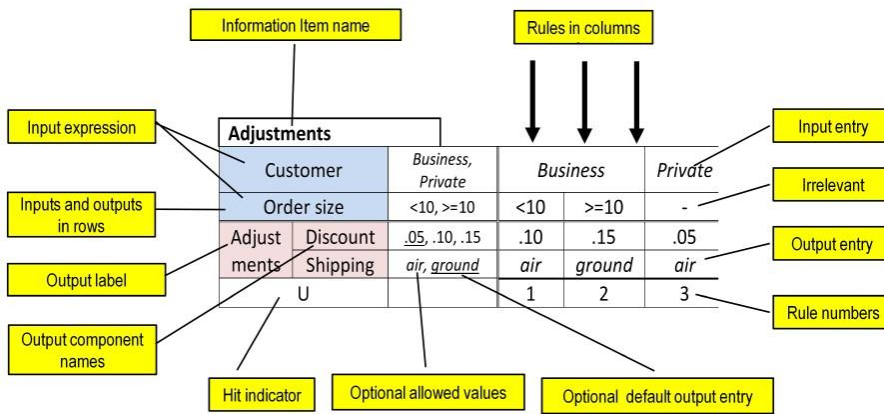 Information Item name
Rules in columns
Input expression
Input entry
Adjustments
Customer
Business,
Private
Business
Private
Irrelevant
Inputs and outputs
in rows
Order size
<10, >=10
<10
>=10
-
Adjust
ments
Discount
.05, .10, .15
.10
.15
.05
Output entry
Output label
Shipping
air, ground
air
ground
air
U
1
2
3
Rule numbers
Output component
names
Hit indicator
Optional allowed values
Optional default output entry